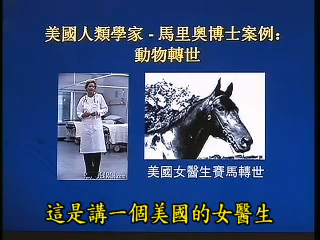 美國人類學家 - 馬里奧博士案例:
動物轉世
美國女醫生賽馬轉世
這是講一個美國的女醫生